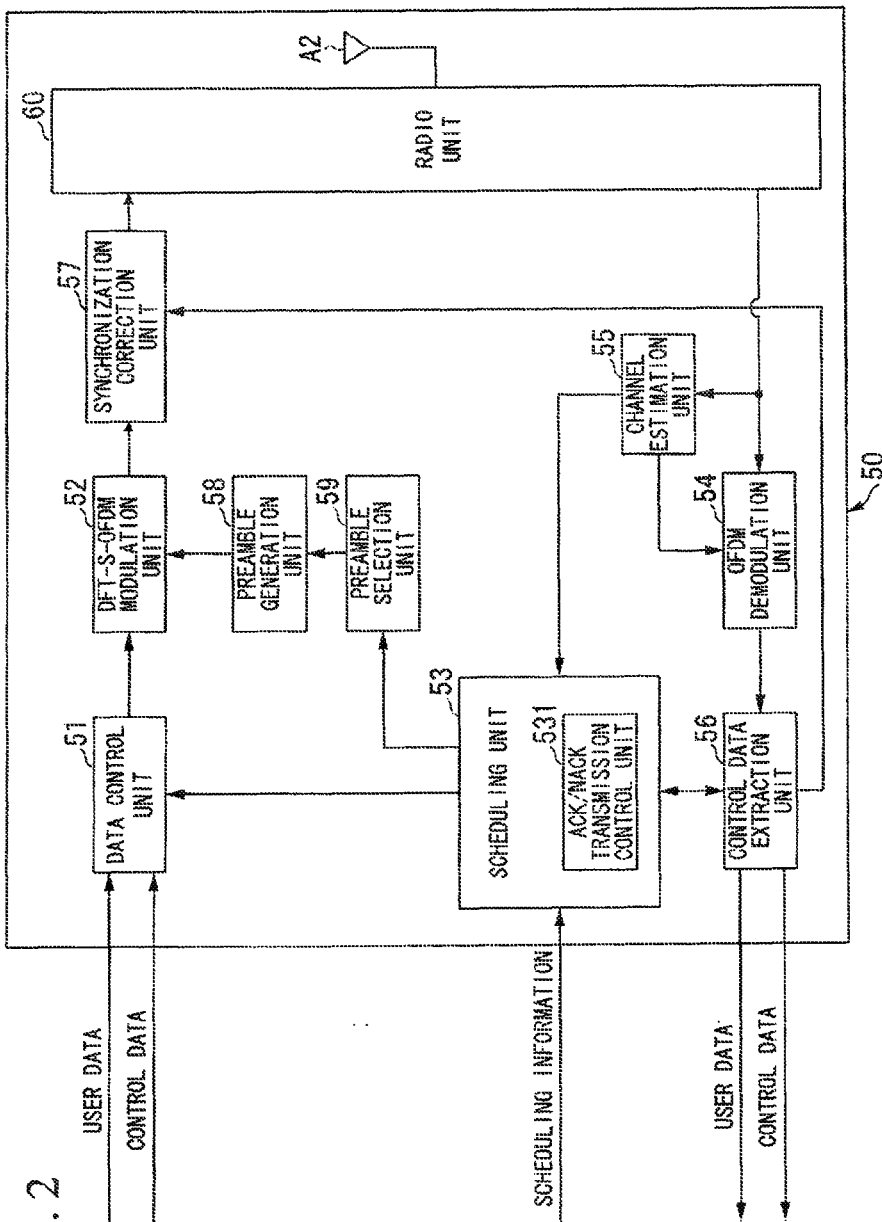 . 2
USER DATA
CONTROL DATA
51
DATA CONTROL
UNIT
52
DFT-S-OFDM
MODULATION
UNIT
57
SYNCHRONIZATION
CORRECTION
UNIT
60
RADIO
UNIT
A2
58
PREAMBLE
GENERATION
UNIT
59
PREAMBLE
SELECTION
UNIT
SCHEDULING INFORMATION
53
SCHEDULING UNIT
531
ACK/NACK
TRANSMISSION
CONTROL UNIT
55
CHANNEL
ESTIMATION
UNIT
54
OFDM
DEMODULATION
UNIT
56
CONTROL DATA
EXTRACTION
UNIT
USER DATA
CONTROL DATA
50